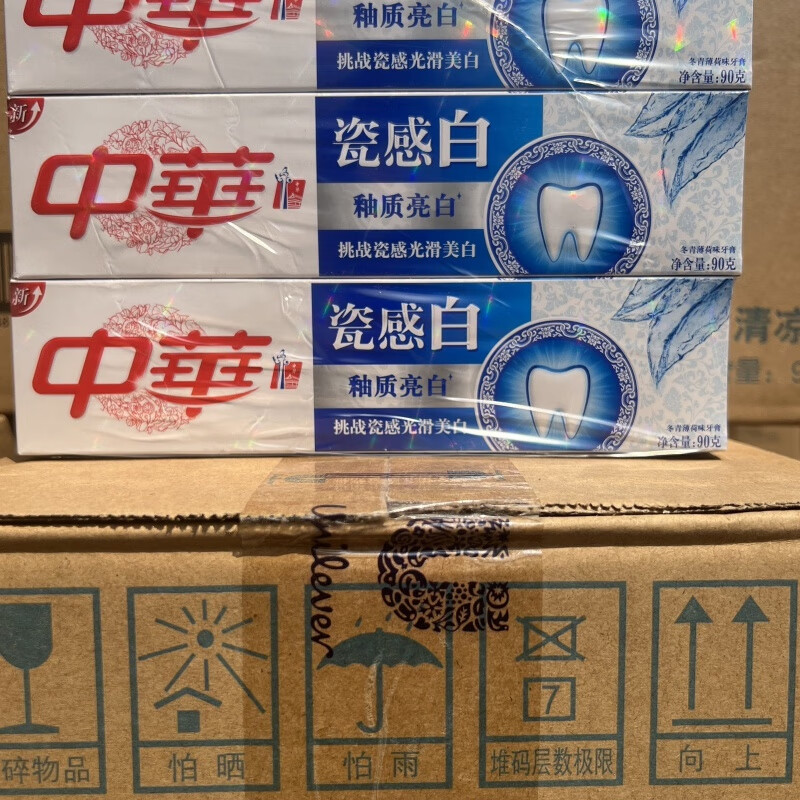 中華
釉质亮白
挑战瓷感光滑美白
冬青薄荷味牙膏
净含量:90克
新
中華
瓷感白
釉质亮白
挑战瓷感光滑美白
冬青薄荷味牙膏
净含量:90克
新
中華
瓷感白
釉质亮白
挑战瓷感光滑美白
冬青薄荷味牙膏
净含量:90克
清凉
量:9
Unilever
7
碎物品
怕晒
怕雨
堆码层数极限
向上